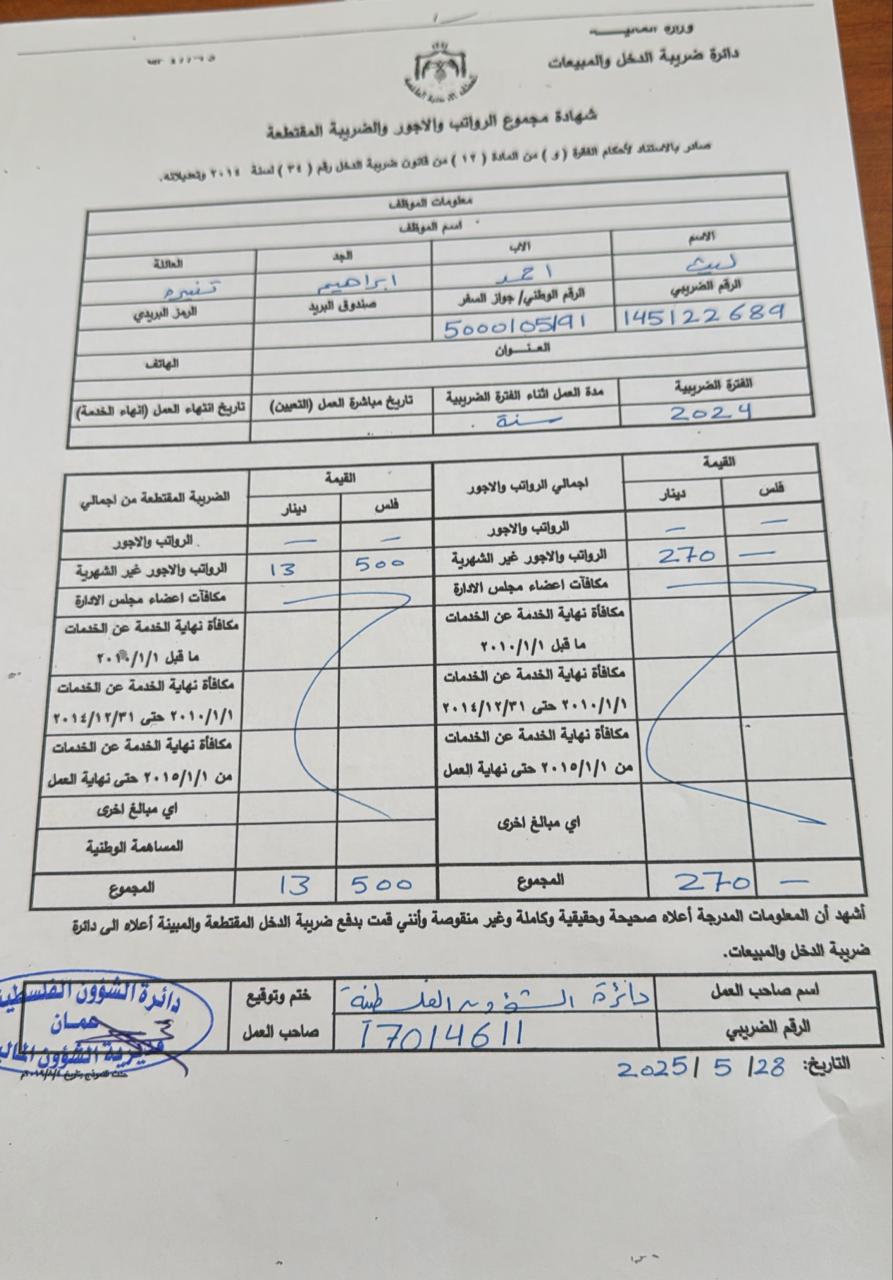 وزارة المالية
دائرة ضريبة الدخل والمبيعات
شهادة مجموع الرواتب والاجور والضريبة المقتطعة
صادر بالاستناد لأحكام الفقرة (و) من المادة (١٢) من قانون ضريبة الدخل رقم (٣٤) لسنة ٢٠١٤ وتعديلاته.
معلومات الموظف
اسم الموظف
الاسم الاب الجد العائلة
ليث احمد ابراهيم
الرقم الضريبي الرقم الوطني/ جواز السفر صندوق البريد الرمز البريدي
145122689 5000105191
العنـــوان الهاتف
الفترة الضريبية مدة العمل اثناء الفترة الضريبية تاريخ مباشرة العمل (التعيين) تاريخ انتهاء العمل (انهاء الخدمة)
2024 سنة
اجمالي الرواتب والاجور القيمة الضريبة المقتطعة من اجمالي القيمة
فلس دينار فلس دينار
الرواتب والاجور — — الرواتب والاجور — —
الرواتب والاجور غير الشهرية 270 — الرواتب والاجور غير الشهرية 500 13
مكافآت اعضاء مجلس الادارة مكافآت اعضاء مجلس الادارة
مكافأة نهاية الخدمة عن الخدمات مكافأة نهاية الخدمة عن الخدمات
ما قبل ٢٠١٠/١/١ ما قبل ٢٠١٠/١/١
مكافأة نهاية الخدمة عن الخدمات مكافأة نهاية الخدمة عن الخدمات
٢٠١٠/١/١ حتى ٢٠١٤/١٢/٣١ ٢٠١٠/١/١ حتى ٢٠١٤/١٢/٣١
مكافأة نهاية الخدمة عن الخدمات مكافأة نهاية الخدمة عن الخدمات
من ٢٠١٥/١/١ حتى نهاية العمل من ٢٠١٥/١/١ حتى نهاية العمل
اي مبالغ اخرى اي مبالغ اخرى
المساهمة الوطنية
المجموع 270 — المجموع 500 13
أشهد أن المعلومات المدرجة أعلاه صحيحة وحقيقية وكاملة وغير منقوصة وأنني قمت بدفع ضريبة الدخل المقتطعة والمبينة أعلاه الى دائرة
ضريبة الدخل والمبيعات.
اسم صاحب العمل دائرة الشؤون الفلسطينية ختم وتوقيع
الرقم الضريبي 17014611 صاحب العمل
دائرة الشؤون الفلسطينية
عمان
مديرية الشؤون المالية
التاريخ: 28/ 5 /2025